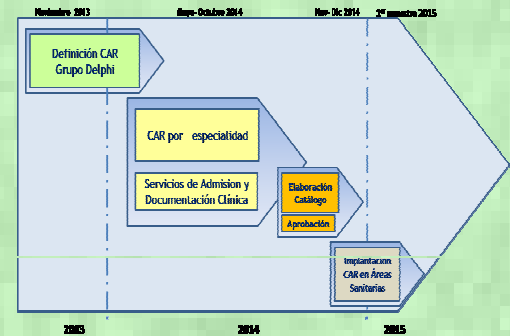 Noviembre 2013
Mayo- Octubre 2014
Nov- Dic 2014
1er semestre 2015
Definición CAR
Grupo Delphi
CAR por especialidad
Servicios de Admision y
Documentación Clínica
Elaboración
Catálogo
Aprobación
Implantación
CAR en Áreas
Sanitarias
2013
2014
2015